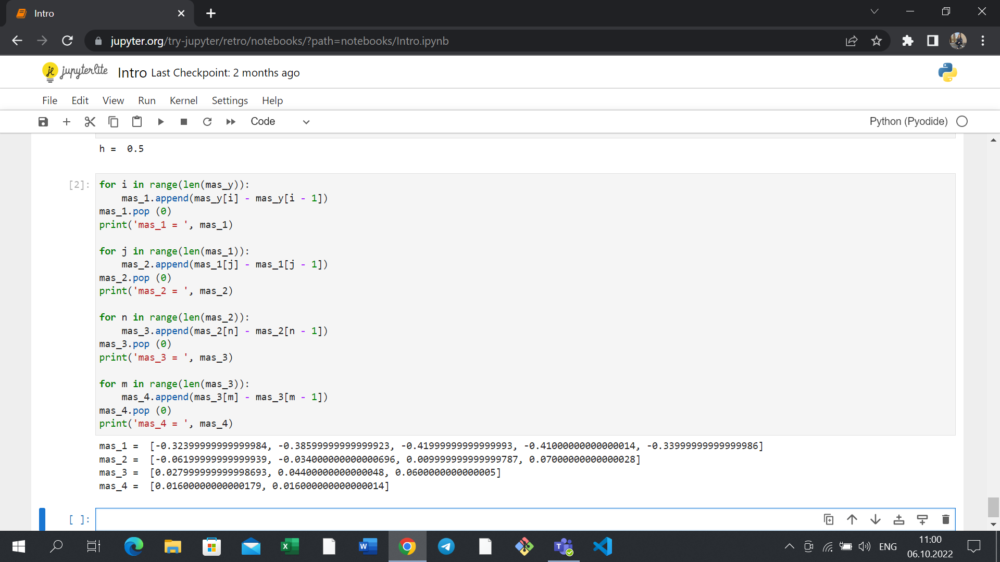 Intro
jupyter.org/try-jupyter/retro/notebooks/?path=notebooks/Intro.ipynb
jupyterlite Intro Last Checkpoint: 2 months ago
File Edit View Run Kernel Settings Help
Code Python (Pyodide)
h =  0.5
[2]: for i in range(len(mas_y)):
    mas_1.append(mas_y[i] - mas_y[i - 1])
mas_1.pop (0)
print('mas_1 = ', mas_1)
for j in range(len(mas_1)):
    mas_2.append(mas_1[j] - mas_1[j - 1])
mas_2.pop (0)
print('mas_2 = ', mas_2)
for n in range(len(mas_2)):
    mas_3.append(mas_2[n] - mas_2[n - 1])
mas_3.pop (0)
print('mas_3 = ', mas_3)
for m in range(len(mas_3)):
    mas_4.append(mas_3[m] - mas_3[m - 1])
mas_4.pop (0)
print('mas_4 = ', mas_4)
mas_1 =  [-0.32399999999999984, -0.38599999999999923, -0.41999999999999993, -0.41000000000000014, -0.33999999999999986]
mas_2 =  [-0.06199999999999939, -0.034000000000000696, 0.009999999999999787, 0.07000000000000028]
mas_3 =  [0.027999999999998693, 0.04400000000000048, 0.0600000000000005]
mas_4 =  [0.01600000000000179, 0.016000000000000014]
[ ]:
ENG
11:00
06.10.2022